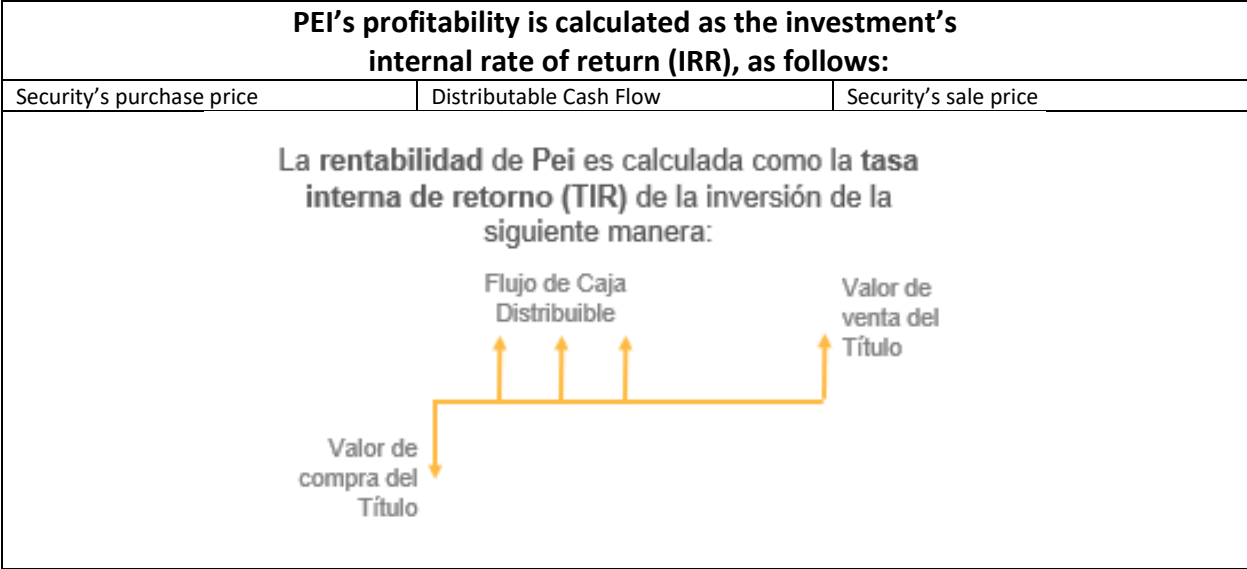 PEI’s profitability is calculated as the investment’s
internal rate of return (IRR), as follows:
Security’s purchase price
Distributable Cash Flow
Security’s sale price
La rentabilidad de Pei es calculada como la tasa
interna de retorno (TIR) de la inversión de la
siguiente manera:
Flujo de Caja
Distribuible
Valor de
venta del
Título
Valor de
compra del
Título